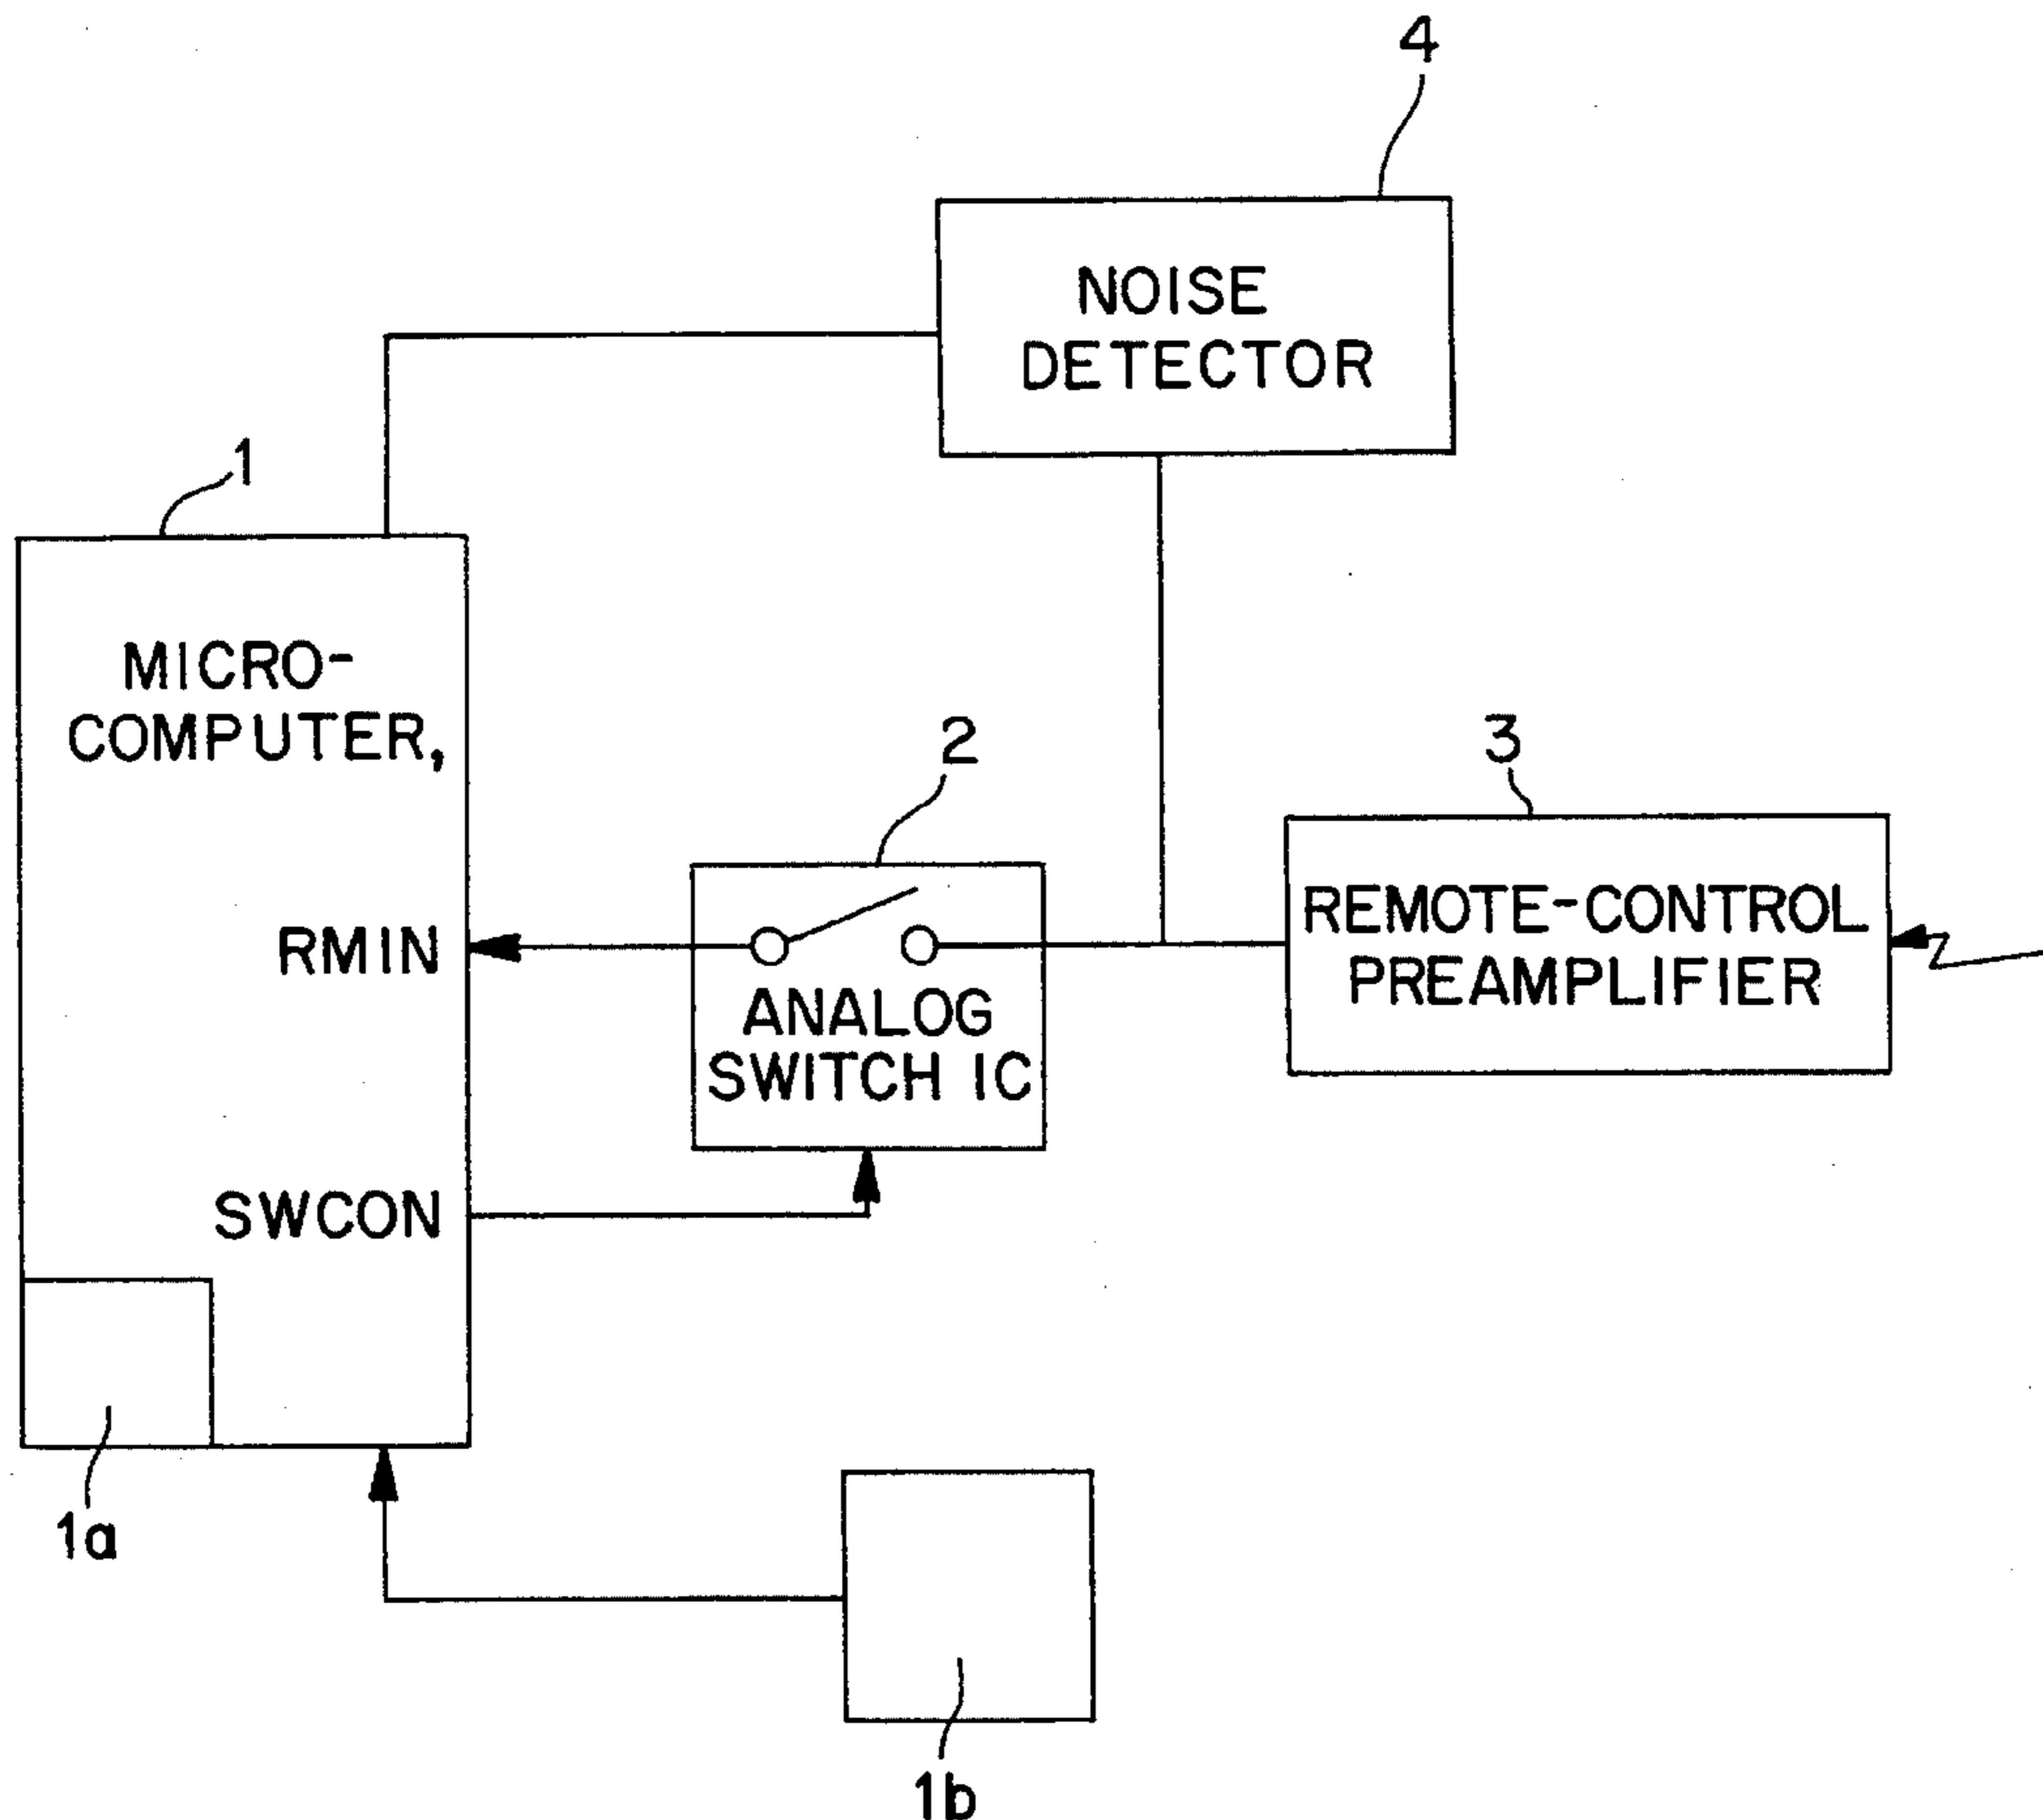 4
NOISE
DETECTOR
1
MICRO-
COMPUTER,
2
3
RMIN
REMOTE-CONTROL
PREAMPLIFIER
ANALOG
SWITCH IC
SWCON
1a
1b